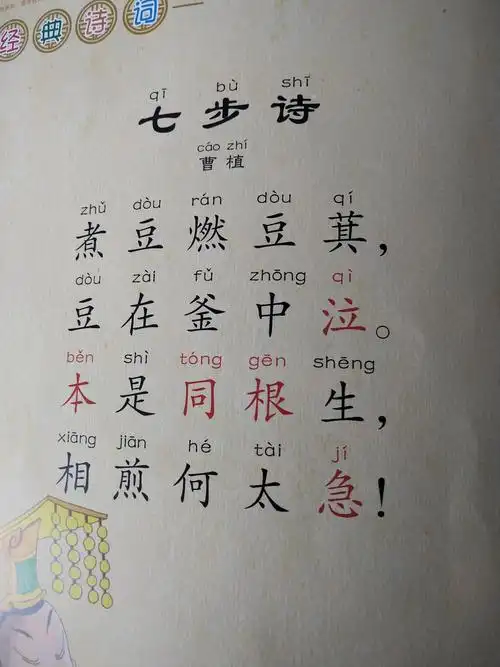 经典诗词
qī bù shī
七步诗
cáo zhí
曹植
zhǔ dòu rán dòu qí
煮豆燃豆萁,
dòu zài fǔ zhōng qì
豆在釜中泣。
běn shì tóng gēn shēng
本是同根生,
xiāng jiān hé tài jí
相煎何太急!